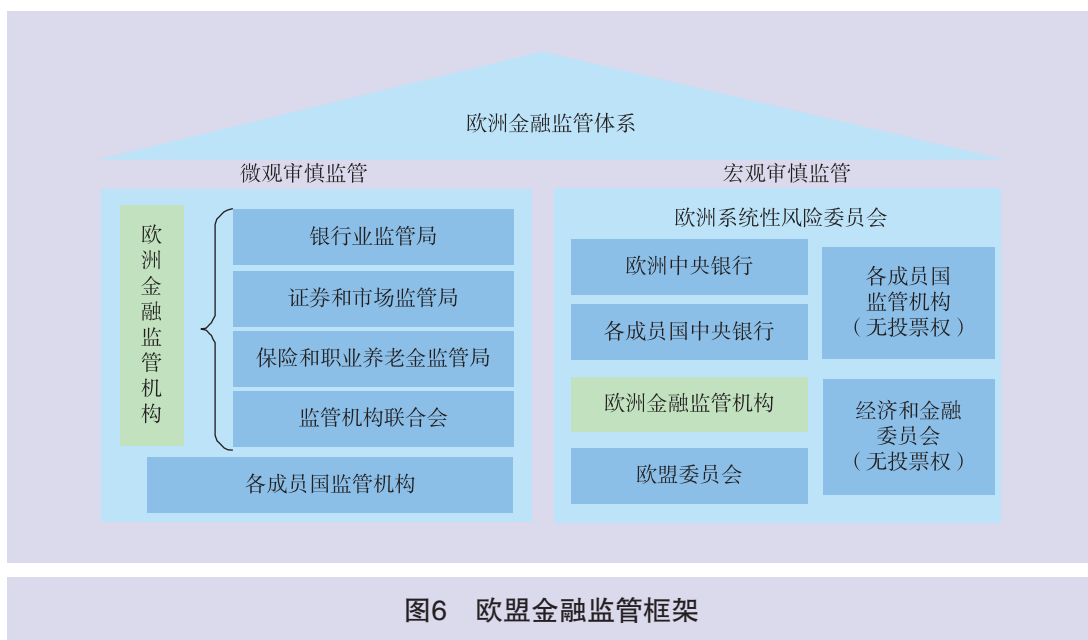 欧洲金融监管体系
微观审慎监管
欧洲金融监管机构
银行业监管局
证券和市场监管局
保险和职业养老金监管局
监管机构联合会
各成员国监管机构
宏观审慎监管
欧洲系统性风险委员会
欧洲中央银行
各成员国中央银行
欧洲金融监管机构
欧盟委员会
各成员国
监管机构
（无投票权）
经济和金融
委员会
（无投票权）
图6 欧盟金融监管框架